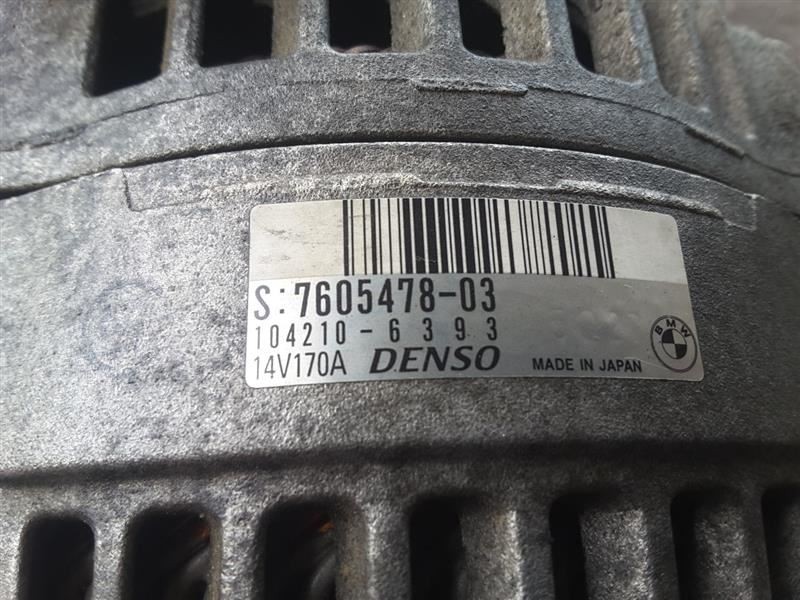 S:7605478-03
104210-6393
14V170A DENSO MADE IN JAPAN BMW